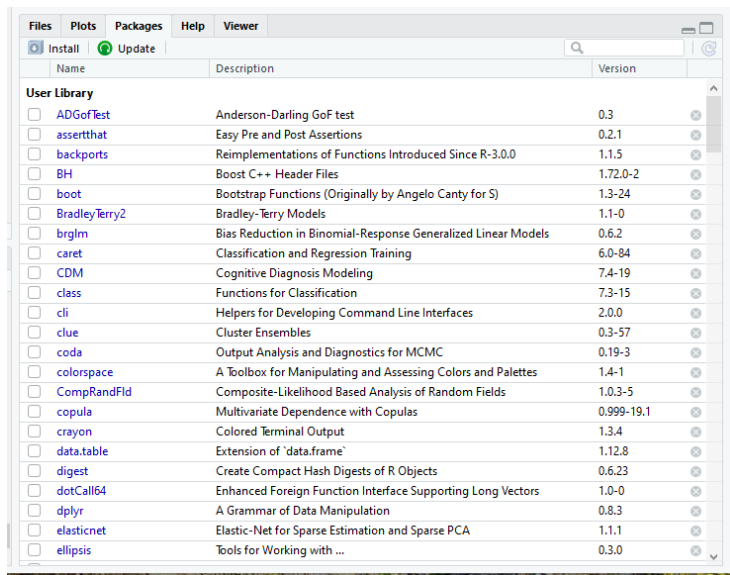 Files Plots Packages Help Viewer
Install Update
Name Description Version
User Library
ADGofTest Anderson-Darling GoF test 0.3
assertthat Easy Pre and Post Assertions 0.2.1
backports Reimplementations of Functions Introduced Since R-3.0.0 1.1.5
BH Boost C++ Header Files 1.72.0-2
boot Bootstrap Functions (Originally by Angelo Canty for S) 1.3-24
BradleyTerry2 Bradley-Terry Models 1.1-0
brglm Bias Reduction in Binomial-Response Generalized Linear Models 0.6.2
caret Classification and Regression Training 6.0-84
CDM Cognitive Diagnosis Modeling 7.4-19
class Functions for Classification 7.3-15
cli Helpers for Developing Command Line Interfaces 2.0.0
clue Cluster Ensembles 0.3-57
coda Output Analysis and Diagnostics for MCMC 0.19-3
colorspace A Toolbox for Manipulating and Assessing Colors and Palettes 1.4-1
CompRandFld Composite-Likelihood Based Analysis of Random Fields 1.0.3-5
copula Multivariate Dependence with Copulas 0.999-19.1
crayon Colored Terminal Output 1.3.4
data.table Extension of `data.frame` 1.12.8
digest Create Compact Hash Digests of R Objects 0.6.23
dotCall64 Enhanced Foreign Function Interface Supporting Long Vectors 1.0-0
dplyr A Grammar of Data Manipulation 0.8.3
elasticnet Elastic-Net for Sparse Estimation and Sparse PCA 1.1.1
ellipsis Tools for Working with ... 0.3.0